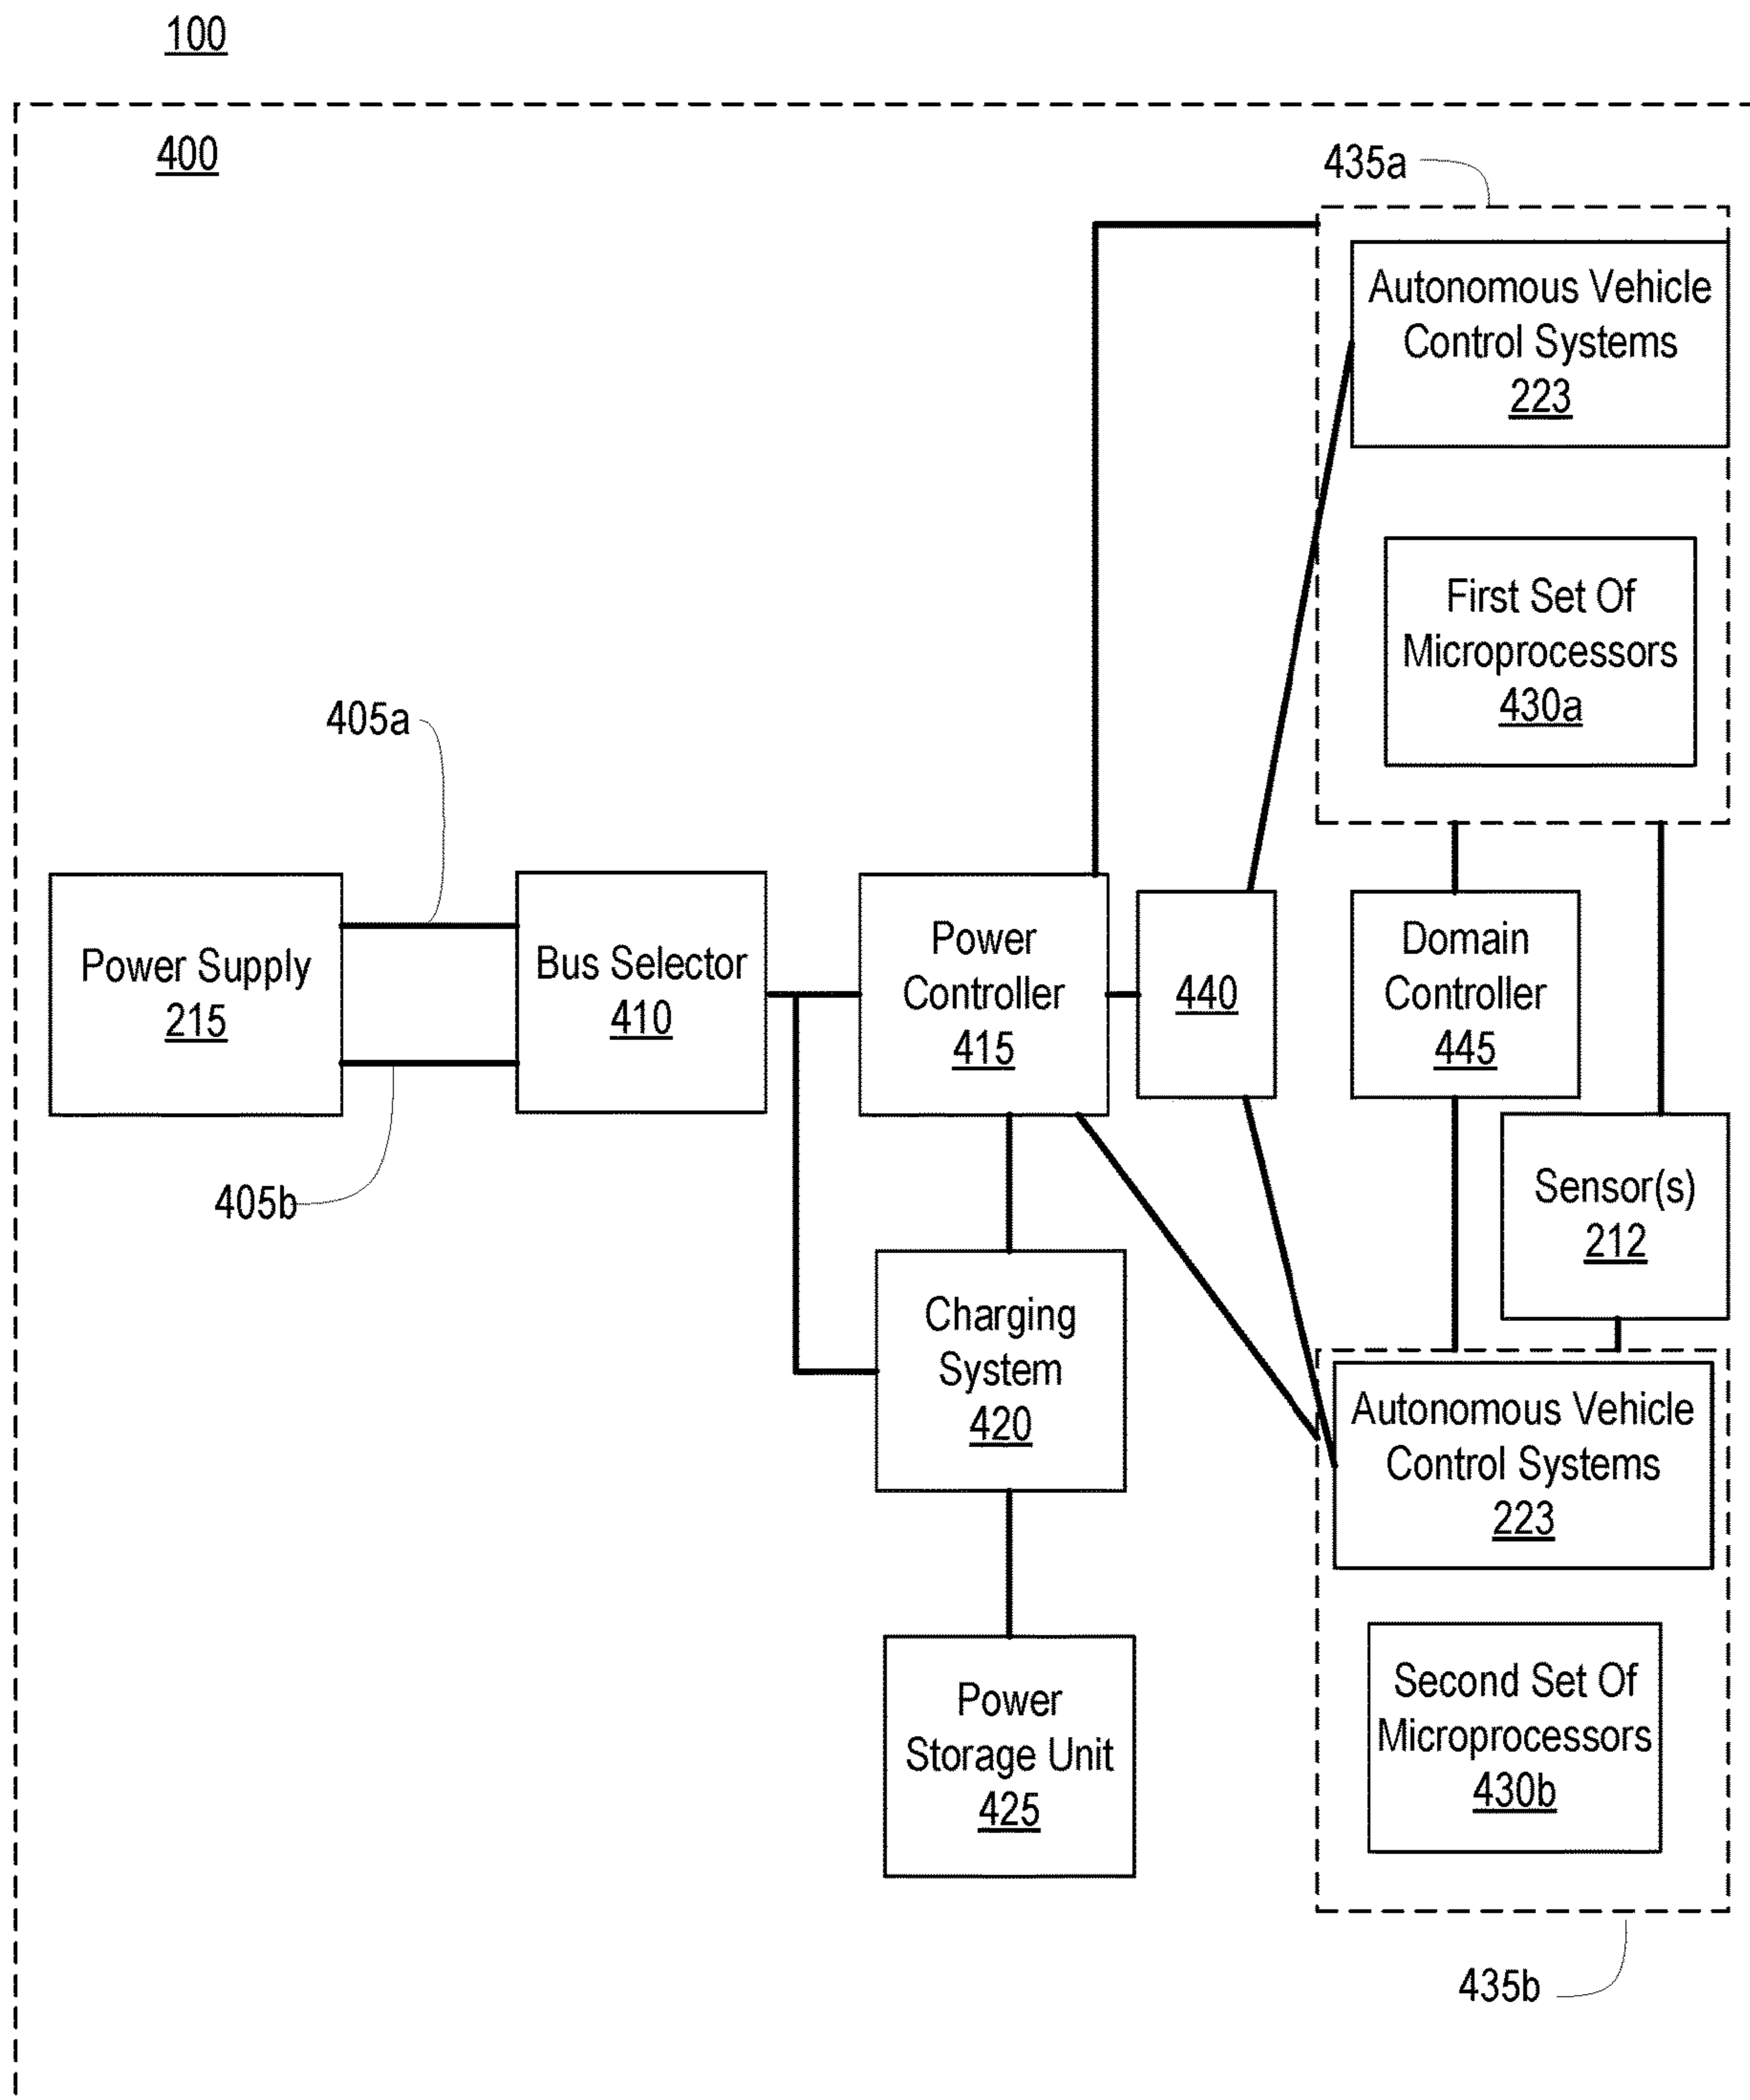 100
400
435a
Autonomous Vehicle
Control Systems
223
First Set Of
Microprocessors
430a
405a
Power Supply
215
Bus Selector
410
Power
Controller
415
440
Domain
Controller
445
405b
Sensor(s)
212
Charging
System
420
Autonomous Vehicle
Control Systems
223
Power
Storage Unit
425
Second Set Of
Microprocessors
430b
435b